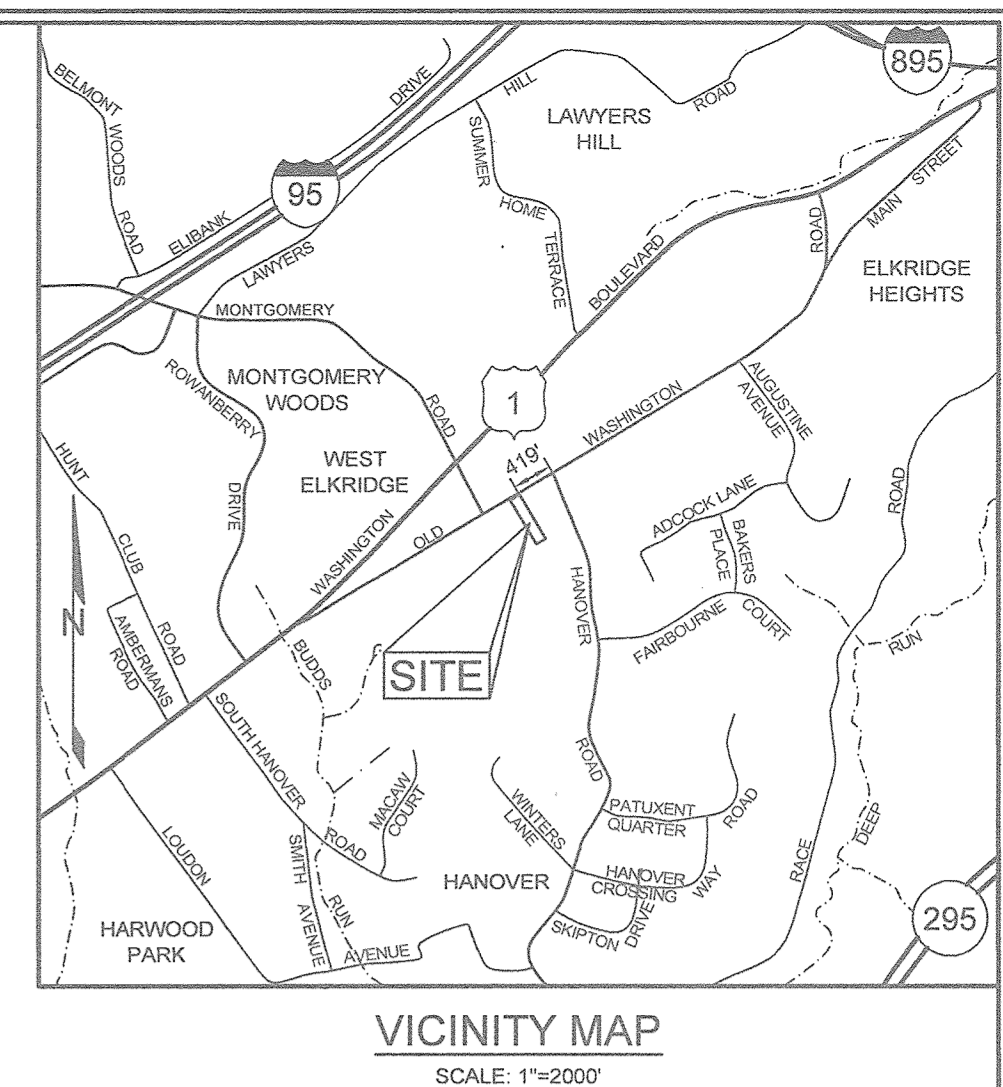 895
BELMONT
WOODS
ROAD
DRIVE
ELIBANK
95
LAWYERS
HILL
ROAD
LAWYERS
HILL
SUMMER
HOME
TERRACE
BOULEVARD
ROAD
MAIN STREET
ELKRIDGE
HEIGHTS
MONTGOMERY
ROAD
ROWANBERRY
DRIVE
MONTGOMERY
WOODS
WEST
ELKRIDGE
1
419'
WASHINGTON
OLD
WASHINGTON
AUGUSTINE
AVENUE
ADCOCK LANE
BAKERS
PLACE
FAIRBOURNE
COURT
ROAD
RUN
HUNT
CLUB
ROAD
AMBERMANS
ROAD
N
BUDDS
SITE
HANOVER
ROAD
SOUTH HANOVER
ROAD
MACAW
COURT
WINTERS
LANE
PATUXENT
QUARTER
ROAD
HANOVER
CROSSING
WAY
SKIPTON
DRIVE
RACE
DEEP
295
LOUDON
AVENUE
SMITH
AVENUE
RUN
HANOVER
HARWOOD
PARK
VICINITY MAP
SCALE: 1"=2000'